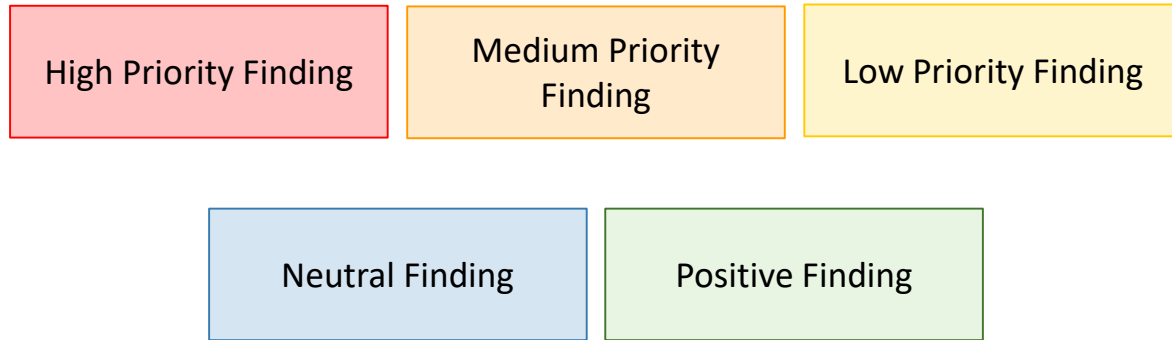 High Priority Finding
Medium Priority
Finding
Low Priority Finding
Neutral Finding
Positive Finding